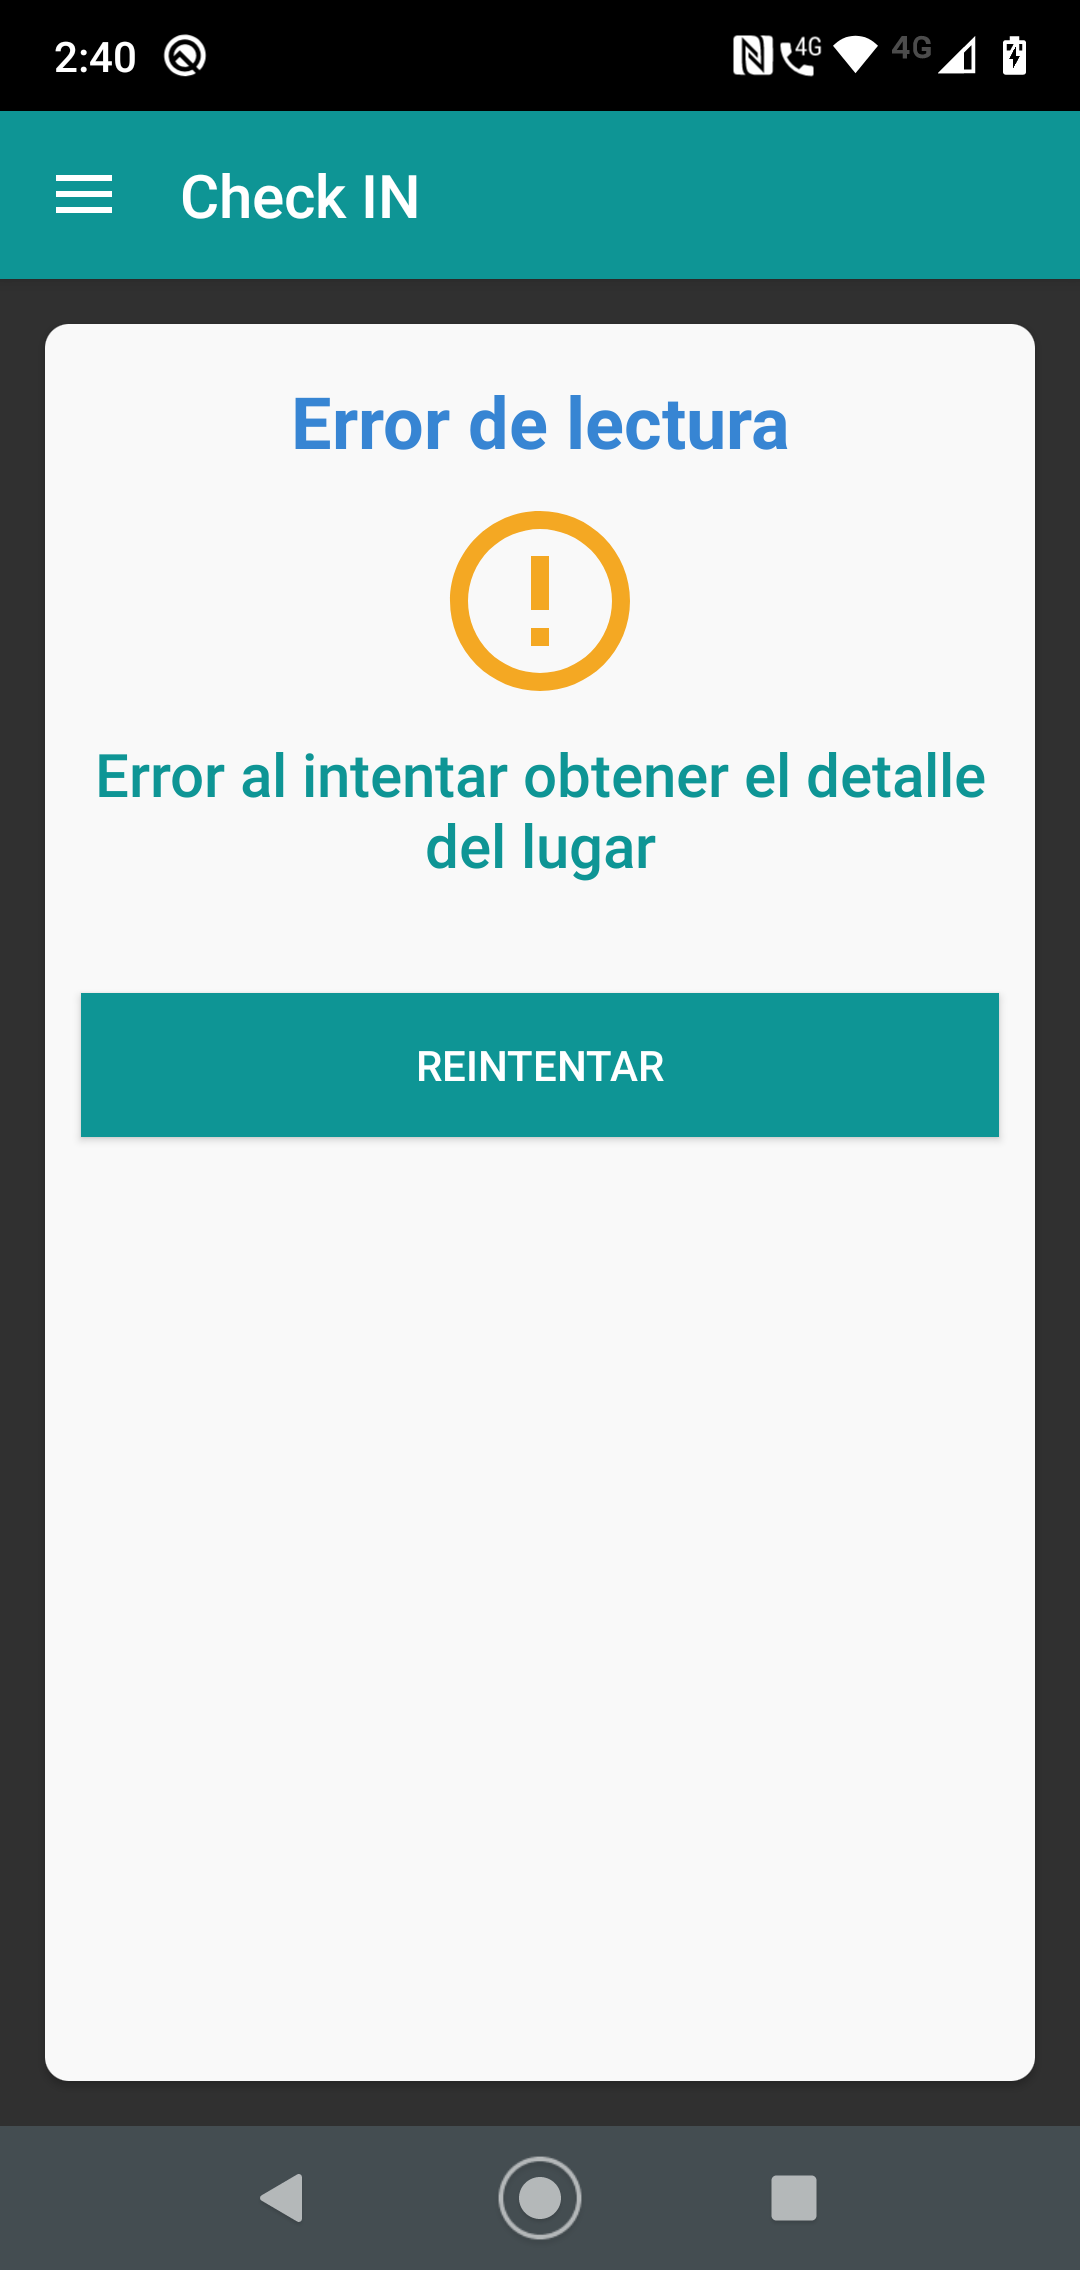 2:40
4G
4G
Check IN
Error de lectura
Error al intentar obtener el detalle
del lugar
REINTENTAR